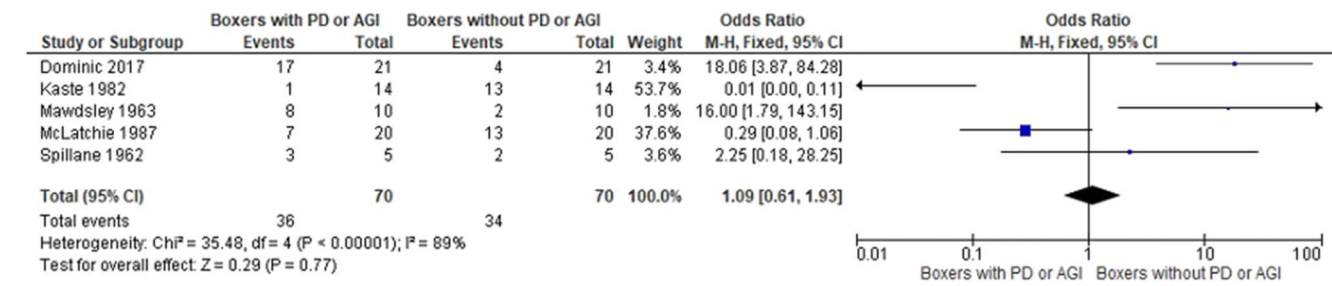 Boxers with PD or AGI Boxers without PD or AGI Odds Ratio Odds Ratio
Study or Subgroup Events Total Events Total Weight M-H, Fixed, 95% CI M-H, Fixed, 95% CI
Dominic 2017 17 21 4 21 3.4% 18.06 [3.87, 84.28]
Kaste 1982 1 14 13 14 53.7% 0.01 [0.00, 0.11]
Mawdsley 1963 8 10 2 10 1.8% 16.00 [1.79, 143.15]
McLatchie 1987 7 20 13 20 37.6% 0.29 [0.08, 1.06]
Spillane 1962 3 5 2 5 3.6% 2.25 [0.18, 28.25]
Total (95% CI) 70 70 100.0% 1.09 [0.61, 1.93]
Total events 36 34
Heterogeneity: Chi² = 35.48, df = 4 (P < 0.00001); I² = 89%
Test for overall effect: Z = 0.29 (P = 0.77)
0.01 0.1 1 10 100
Boxers with PD or AGI Boxers without PD or AGI